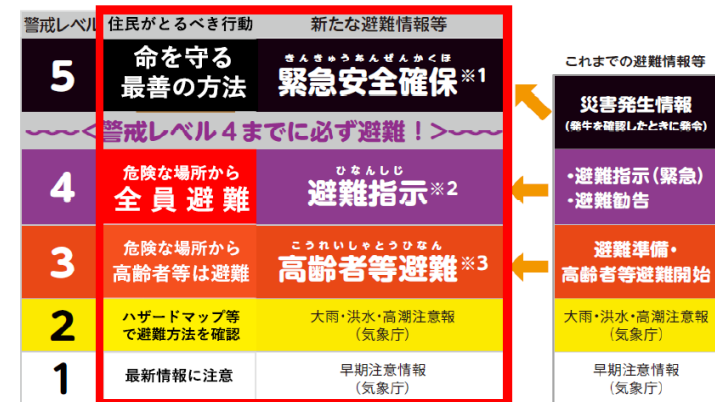 警戒レベル 住民がとるべき行動 新たな避難情報等
これまでの避難情報等
5
命を守る
最善の方法
きんきゅうあんぜんかくほ
緊急安全確保※1
災害発生情報
(発生を確認したときに発令)
<警戒レベル4までに必ず避難!>
4
危険な場所から
全員避難
ひなんしじ
避難指示※2
・避難指示(緊急)
・避難勧告
3
危険な場所から
高齢者等は避難
こうれいしゃとうひなん
高齢者等避難※3
避難準備・
高齢者等避難開始
2
ハザードマップ等
で避難方法を確認
大雨・洪水・高潮注意報
(気象庁)
大雨・洪水・高潮注意報
(気象庁)
1
最新情報に注意
早期注意情報
(気象庁)
早期注意情報
(気象庁)